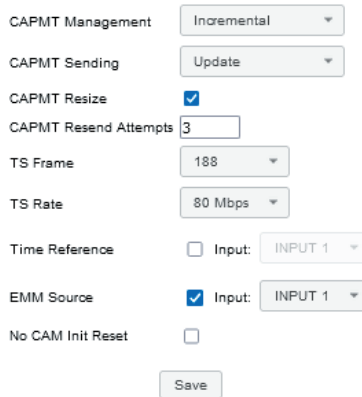 CAPMT Management Incremental
CAPMT Sending Update
CAPMT Resize
CAPMT Resend Attempts 3
TS Frame 188
TS Rate 80 Mbps
Time Reference Input: INPUT 1
EMM Source Input: INPUT 1
No CAM Init Reset
Save